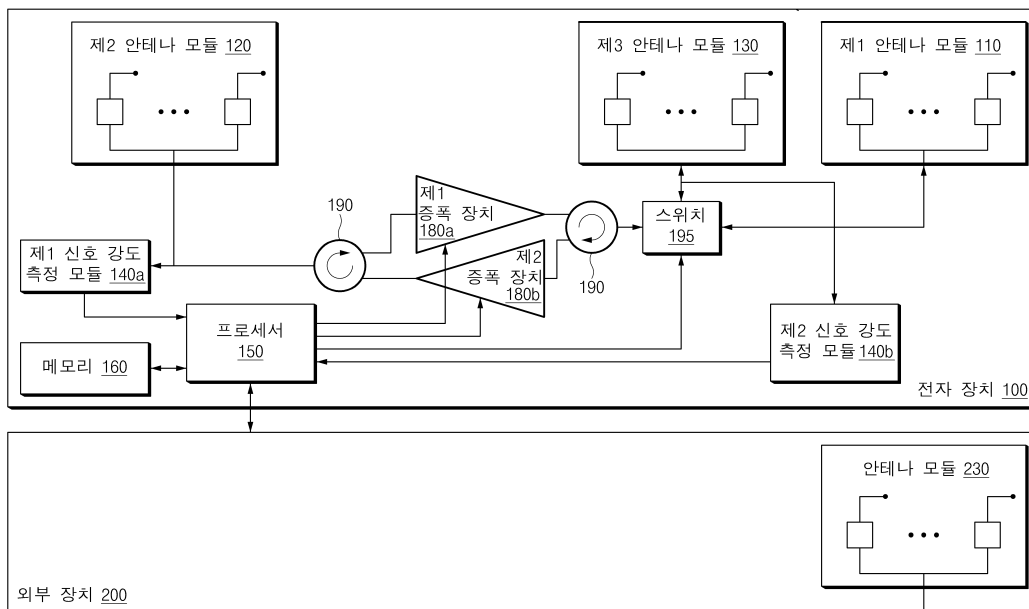 제2 안테나 모듈 120
제3 안테나 모듈 130
제1 안테나 모듈 110
190
제1
증폭 장치
180a
스위치
195
제1 신호 강도
측정 모듈 140a
제2
증폭 장치
180b
190
프로세서
150
제2 신호 강도
측정 모듈 140b
메모리 160
전자 장치 100
안테나 모듈 230
외부 장치 200